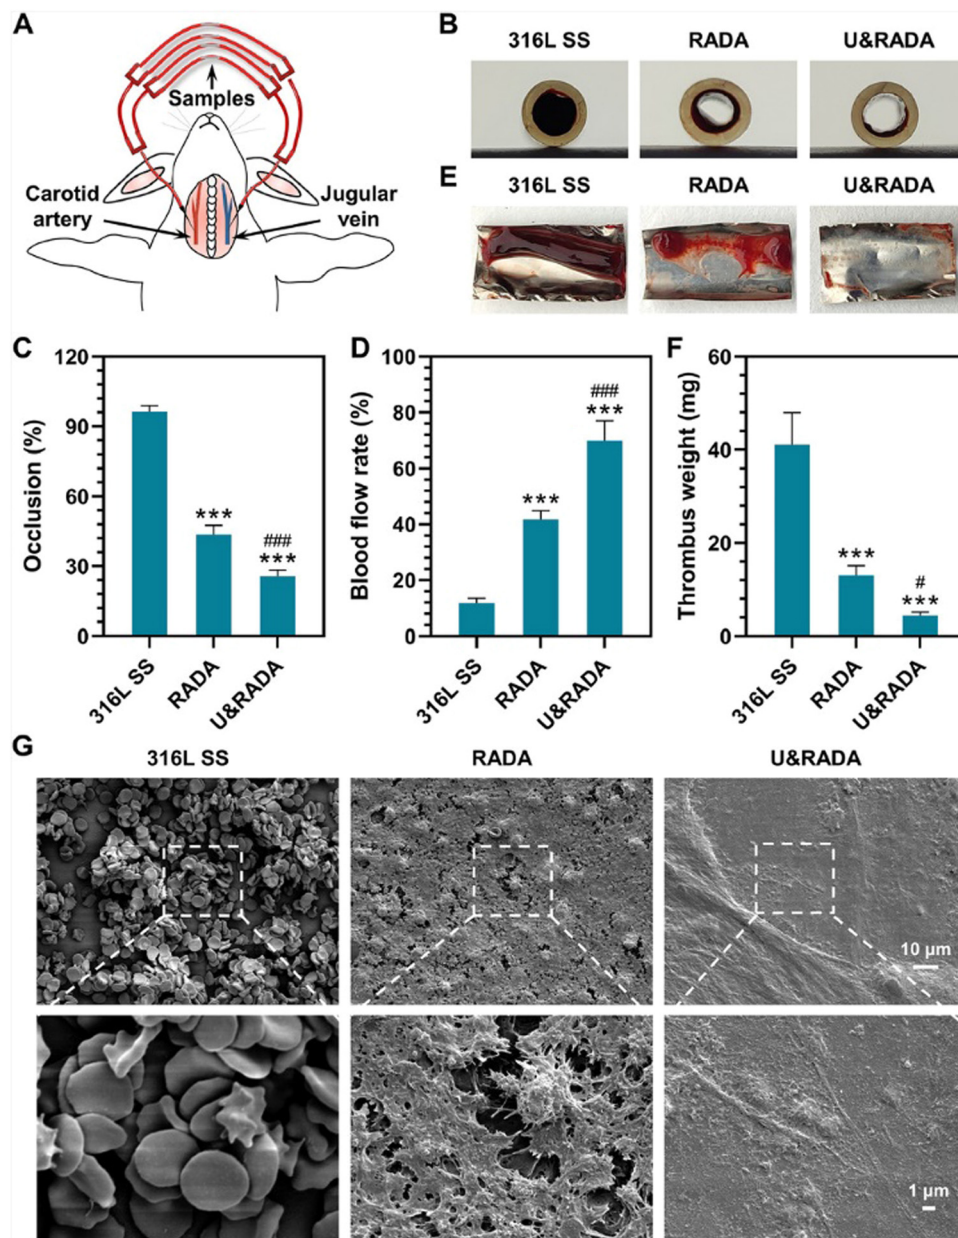 A
Samples
Carotid
artery
Jugular
vein
B
316L SS
RADA
U&RADA
E
316L SS
RADA
U&RADA
C
Occlusion (%)
120
90
60
30
0
***
###
***
316L SS
RADA
U&RADA
D
Blood flow rate (%)
100
80
60
40
20
0
***
###
***
316L SS
RADA
U&RADA
F
Thrombus weight (mg)
60
40
20
0
***
#
***
316L SS
RADA
U&RADA
G
316L SS
RADA
U&RADA
10 µm
1 µm